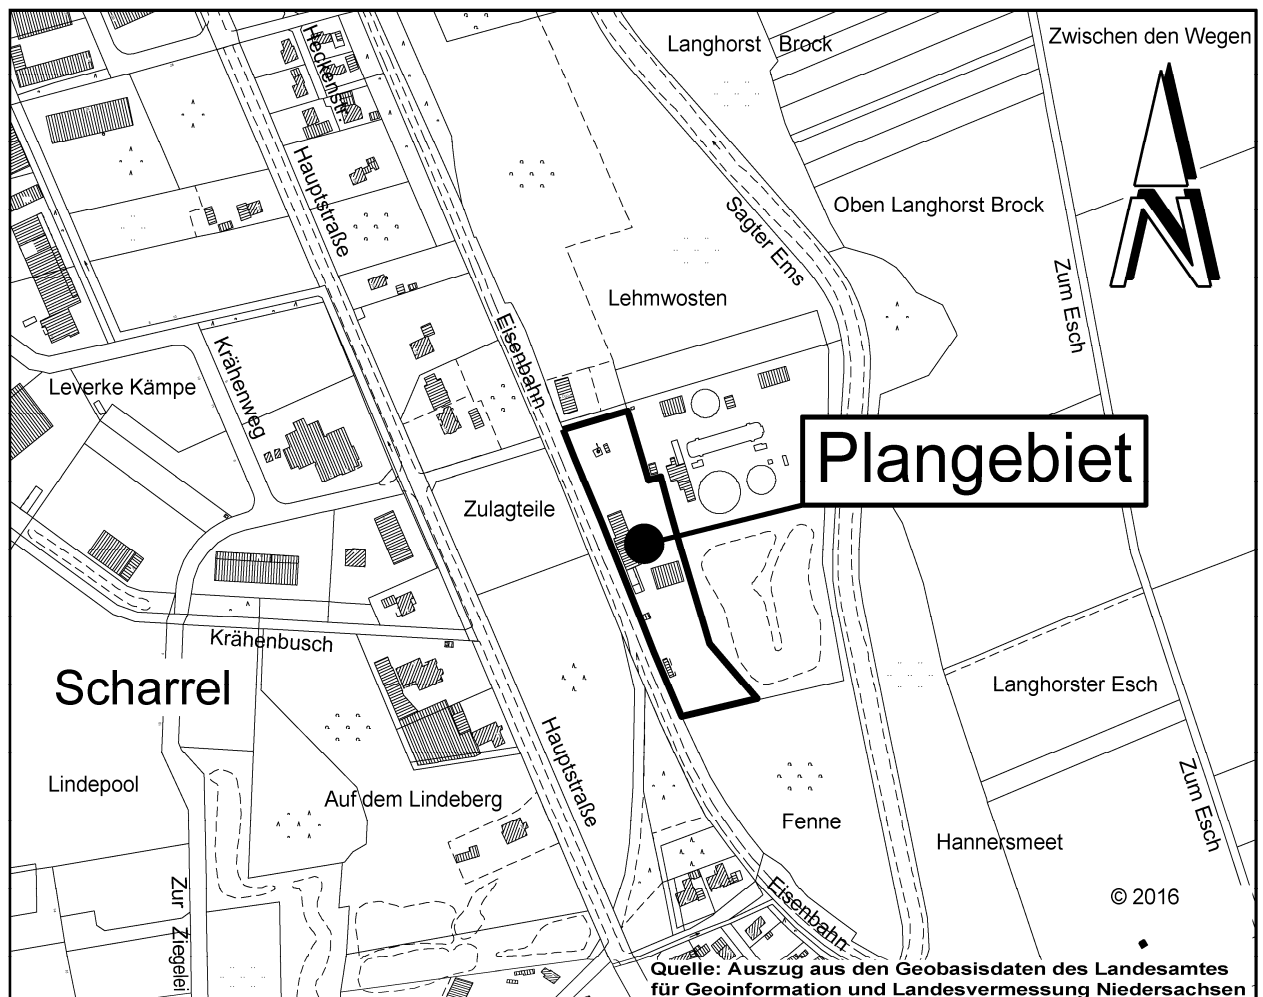 Langhorst Brock
Zwischen den Wegen
Heckenstr.
Hauptstraße
N
Sagter Ems
Oben Langhorst Brock
Zum Esch
Lehmwosten
Eisenbahn
Krähenweg
Leverke Kämpe
Plangebiet
Zulagteile
Krähenbusch
Scharrel
Langhorster Esch
Hauptstraße
Zum Esch
Lindepool
Auf dem Lindeberg
Fenne
Hannersmeet
Zur Ziegelei
Eisenbahn
© 2016
Quelle: Auszug aus den Geobasisdaten des Landesamtes
für Geoinformation und Landesvermessung Niedersachsen